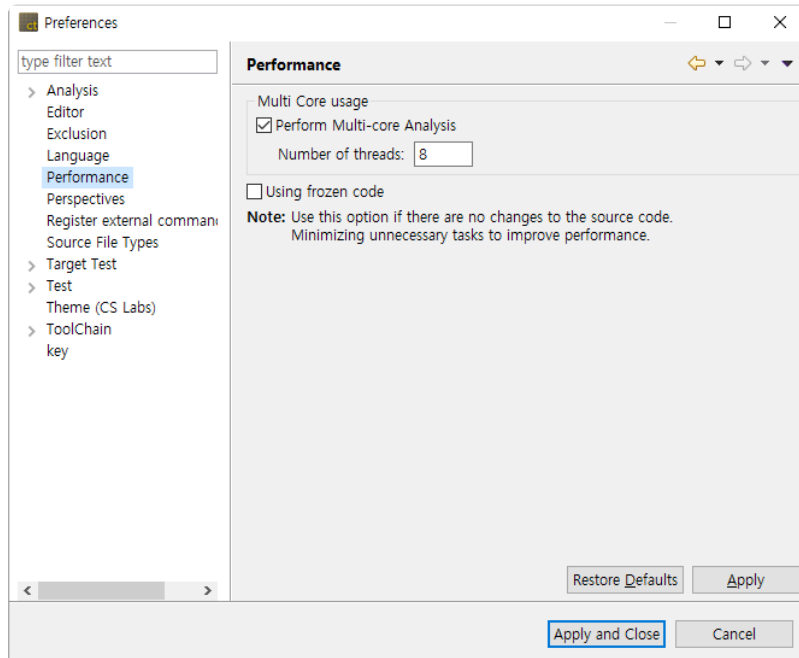 ct Preferences
type filter text
Performance
Analysis
Editor
Exclusion
Language
Performance
Perspectives
Register external comman
Source File Types
Target Test
Test
Theme (CS Labs)
ToolChain
key
Multi Core usage
Perform Multi-core Analysis
Number of threads: 8
Using frozen code
Note: Use this option if there are no changes to the source code.
Minimizing unnecessary tasks to improve performance.
Restore Defaults
Apply
Apply and Close
Cancel